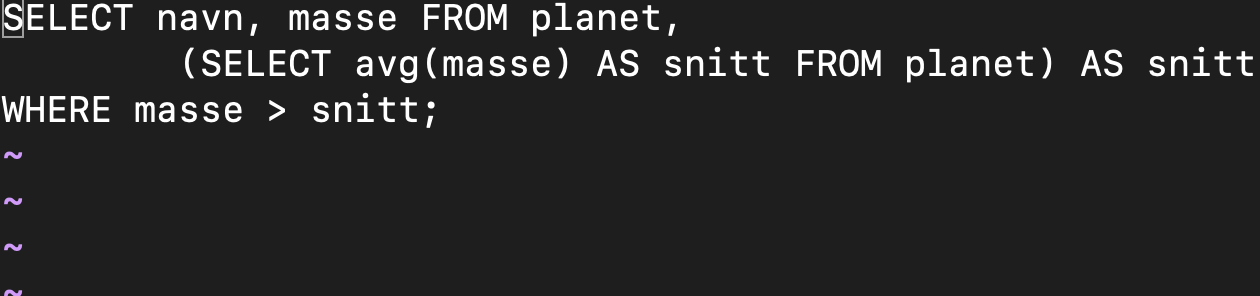 SELECT navn, masse FROM planet,
(SELECT avg(masse) AS snitt FROM planet) AS snitt
WHERE masse > snitt;
~
~
~
~